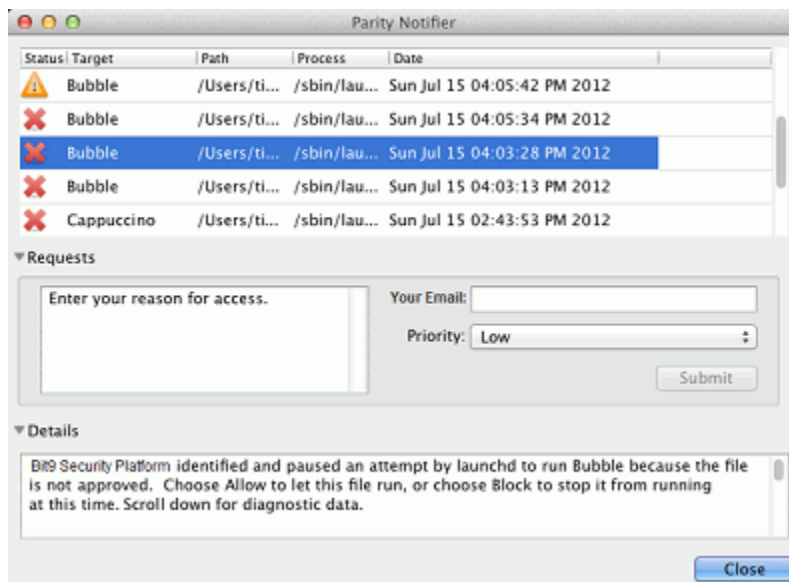 Parity Notifier
Status Target Path Process Date
Bubble /Users/ti... /sbin/lau... Sun Jul 15 04:05:42 PM 2012
Bubble /Users/ti... /sbin/lau... Sun Jul 15 04:05:34 PM 2012
Bubble /Users/ti... /sbin/lau... Sun Jul 15 04:03:28 PM 2012
Bubble /Users/ti... /sbin/lau... Sun Jul 15 04:03:13 PM 2012
Cappuccino /Users/ti... /sbin/lau... Sun Jul 15 02:43:53 PM 2012
Requests
Enter your reason for access.
Your Email:
Priority: Low
Submit
Details
Bit9 Security Platform identified and paused an attempt by launchd to run Bubble because the file
is not approved. Choose Allow to let this file run, or choose Block to stop it from running
at this time. Scroll down for diagnostic data.
Close